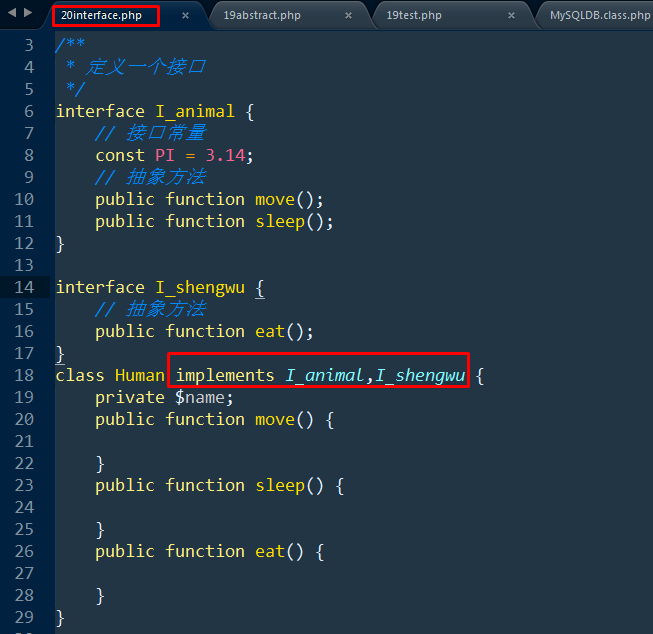 20interface.php × 19abstract.php × 19test.php × MySQLDB.class.php
3 /**
4 * 定义一个接口
5 */
6 interface I_animal {
7 // 接口常量
8 const PI = 3.14;
9 // 抽象方法
10 public function move();
11 public function sleep();
12 }
13
14 interface I_shengwu {
15 // 抽象方法
16 public function eat();
17 }
18 class Human implements I_animal,I_shengwu {
19 private $name;
20 public function move() {
21
22 }
23 public function sleep() {
24
25 }
26 public function eat() {
27
28 }
29 }